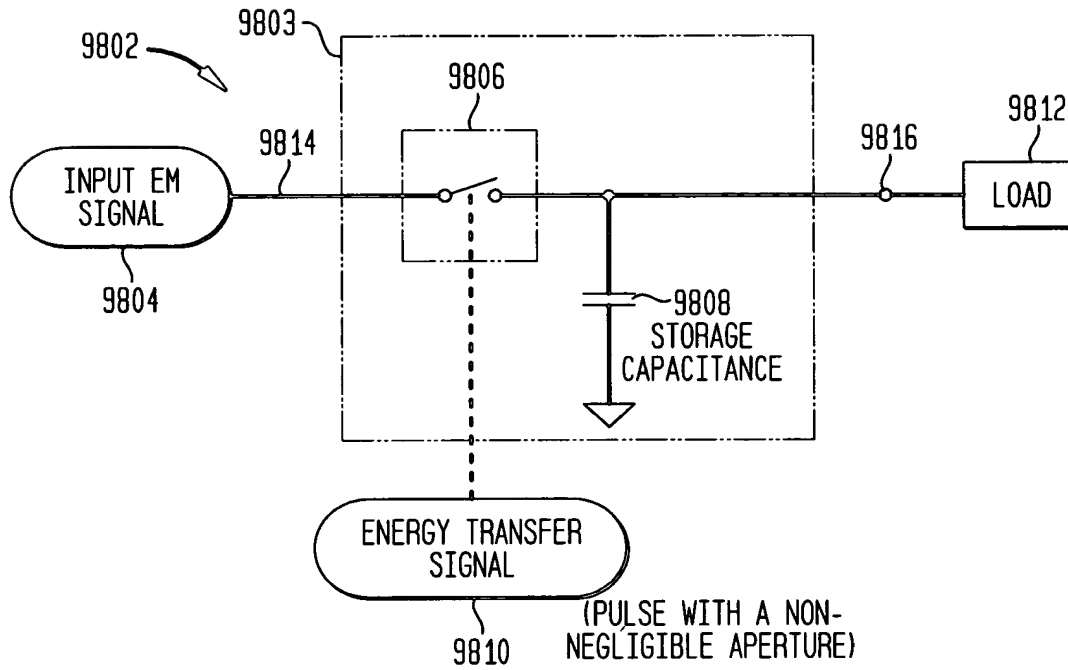 9803
9802
9806
9812
9814
9816
INPUT EM
SIGNAL
LOAD
9804
9808
STORAGE
CAPACITANCE
ENERGY TRANSFER
SIGNAL
(PULSE WITH A NON-
NEGLIGIBLE APERTURE)
9810